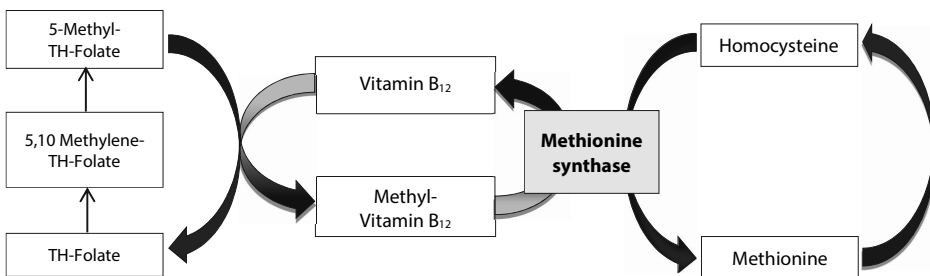 5-Methyl-
TH-Folate
5,10 Methylene-
TH-Folate
TH-Folate
Vitamin B₁₂
Methyl-
Vitamin B₁₂
Methionine
synthase
Homocysteine
Methionine